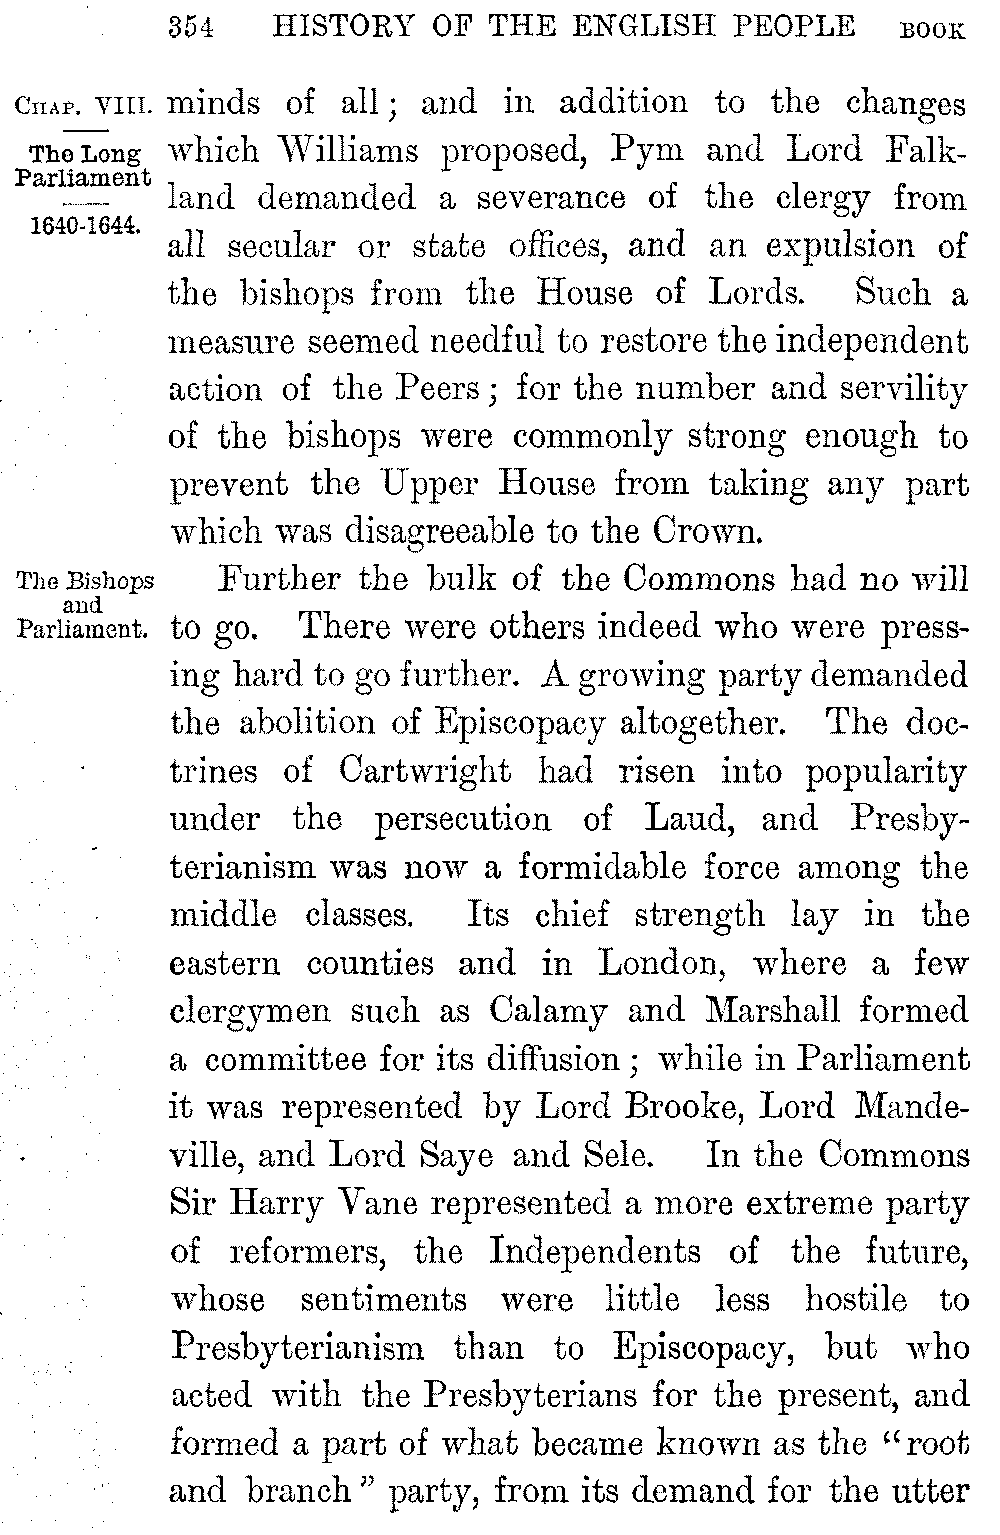 354 HISTORY OF THE ENGLISH PEOPLE BOOK
CHAP. VIII.
The Long
Parliament
1640-1644.
minds of all; and in addition to the changes
which Williams proposed, Pym and Lord Falk-
land demanded a severance of the clergy from
all secular or state offices, and an expulsion of
the bishops from the House of Lords. Such a
measure seemed needful to restore the independent
action of the Peers; for the number and servility
of the bishops were commonly strong enough to
prevent the Upper House from taking any part
which was disagreeable to the Crown.
The Bishops
and
Parliament.
Further the bulk of the Commons had no will
to go. There were others indeed who were press-
ing hard to go further. A growing party demanded
the abolition of Episcopacy altogether. The doc-
trines of Cartwright had risen into popularity
under the persecution of Laud, and Presby-
terianism was now a formidable force among the
middle classes. Its chief strength lay in the
eastern counties and in London, where a few
clergymen such as Calamy and Marshall formed
a committee for its diffusion; while in Parliament
it was represented by Lord Brooke, Lord Mande-
ville, and Lord Saye and Sele. In the Commons
Sir Harry Vane represented a more extreme party
of reformers, the Independents of the future,
whose sentiments were little less hostile to
Presbyterianism than to Episcopacy, but who
acted with the Presbyterians for the present, and
formed a part of what became known as the "root
and branch" party, from its demand for the utter